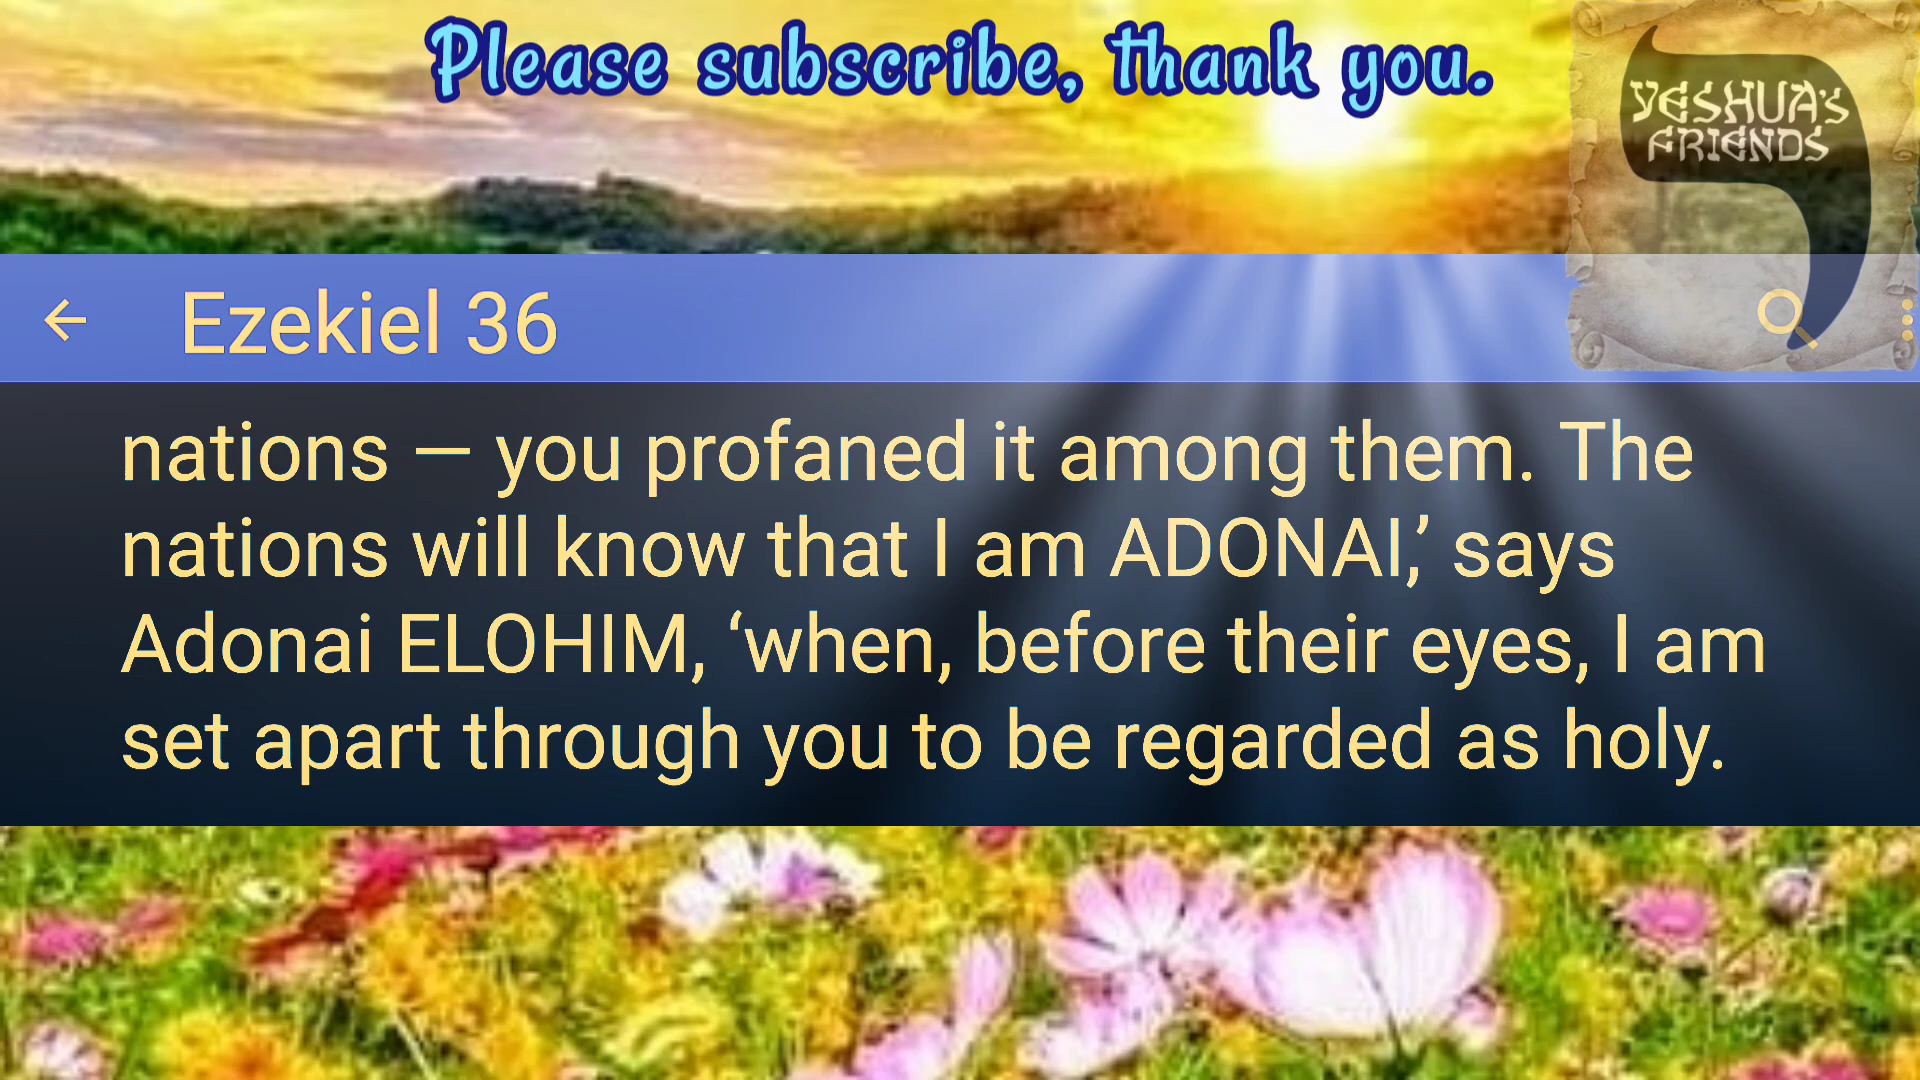 Please subscribe, thank you.
YESHUA'S
FRIENDS
Ezekiel 36
nations — you profaned it among them. The
nations will know that I am ADONAI,’ says
Adonai ELOHIM, ‘when, before their eyes, I am
set apart through you to be regarded as holy.